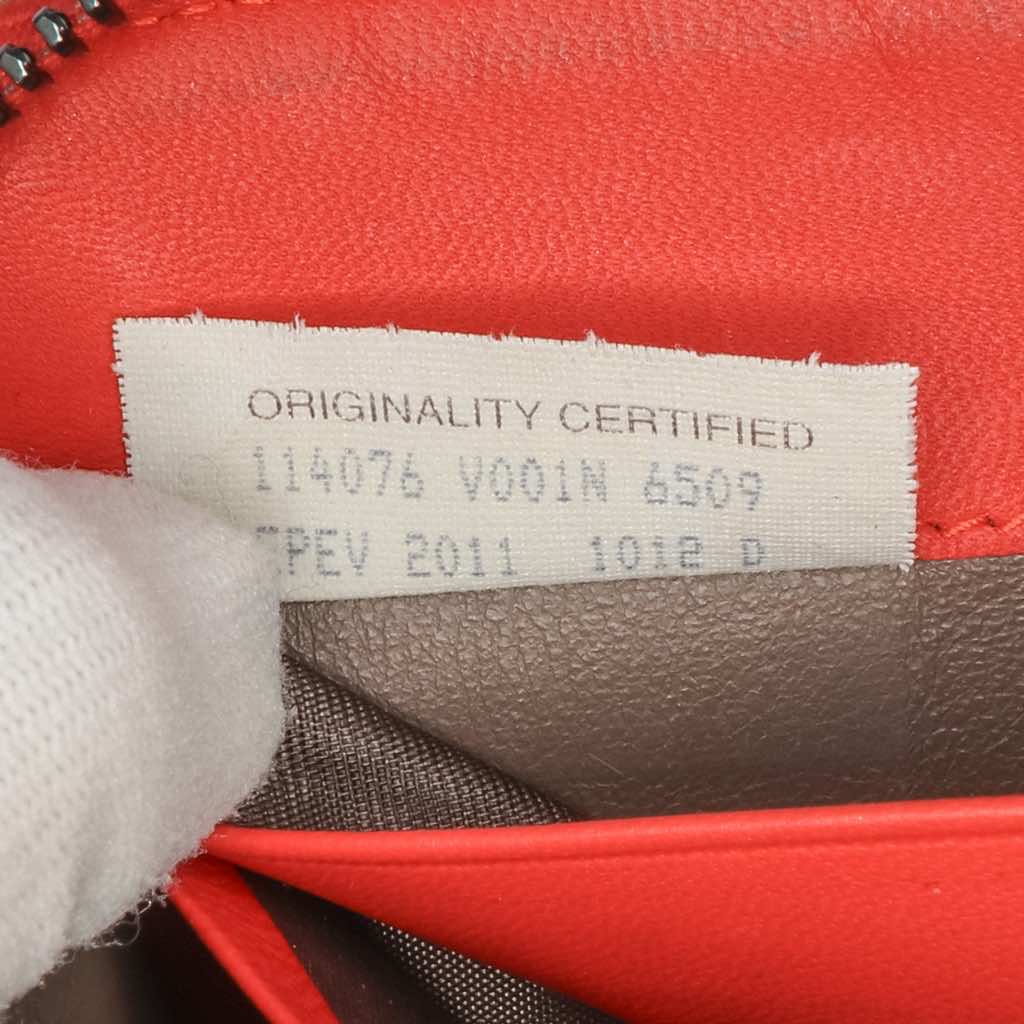 ORIGINALITY CERTIFIED
114076 V001N 6509
2011 1012 D